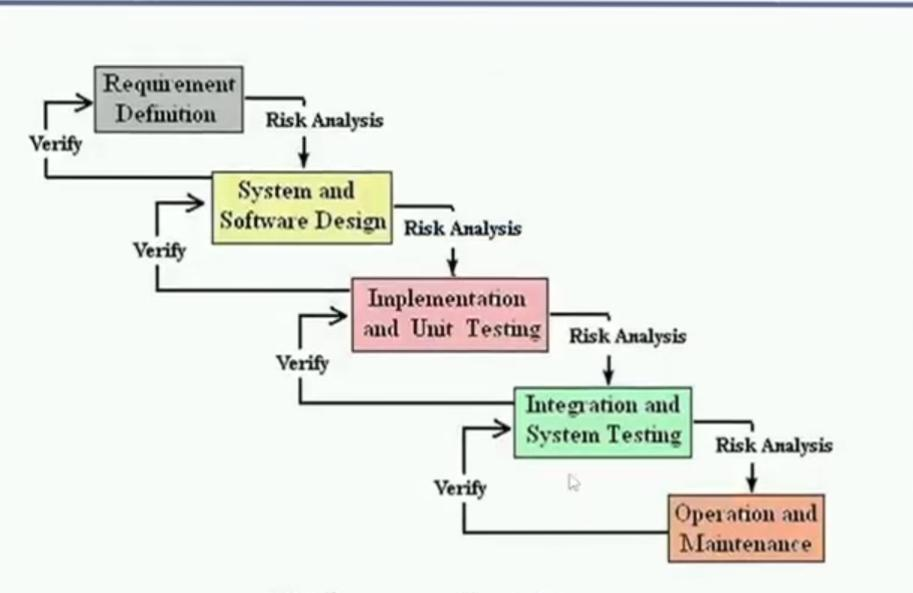 Requirement
Definition
Risk Analysis
Verify
System and
Software Design
Risk Analysis
Verify
Implementation
and Unit Testing
Risk Analysis
Verify
Integration and
System Testing
Risk Analysis
Verify
Operation and
Maintenance